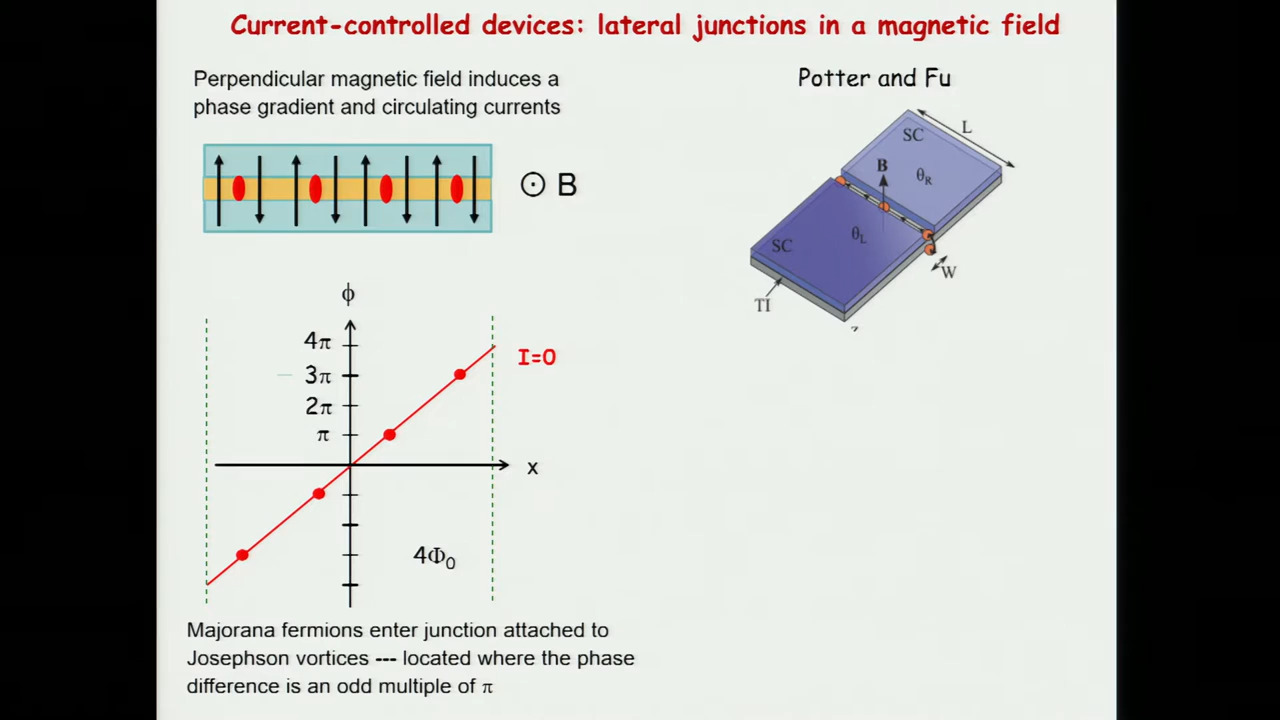 Current-controlled devices: lateral junctions in a magnetic field
Perpendicular magnetic field induces a
phase gradient and circulating currents
B
Potter and Fu
SC
L
B
θR
θL
SC
W
TI
z
ϕ
4π
3π
2π
π
I=0
x
4Φ0
Majorana fermions enter junction attached to
Josephson vortices --- located where the phase
difference is an odd multiple of π